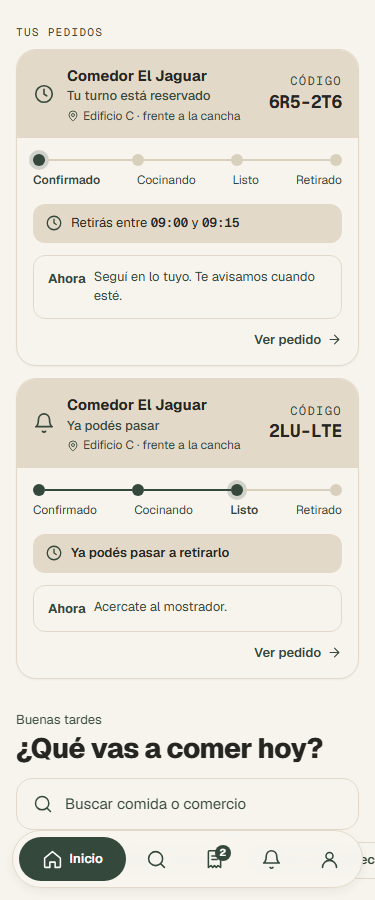 TUS PEDIDOS
Comedor El Jaguar
Tu turno está reservado
Edificio C · frente a la cancha
CÓDIGO
6R5-2T6
Confirmado Cocinando Listo Retirado
Retirás entre 09:00 y 09:15
Ahora Seguí en lo tuyo. Te avisamos cuando
esté.
Ver pedido →
Comedor El Jaguar
Ya podés pasar
Edificio C · frente a la cancha
CÓDIGO
2LU-LTE
Confirmado Cocinando Listo Retirado
Ya podés pasar a retirarlo
Ahora Acercate al mostrador.
Ver pedido →
Buenas tardes
¿Qué vas a comer hoy?
Buscar comida o comercio
Inicio
2